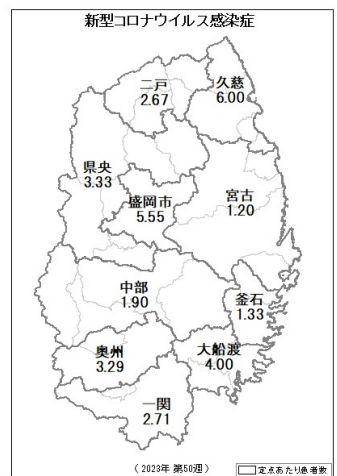 新型コロナウイルス感染症
二戸
2.67
久慈
6.00
県央
3.33
盛岡市
5.55
宮古
1.20
中部
1.90
釜石
1.33
奥州
3.29
大船渡
4.00
一関
2.71
（2023年 第50週）
定点あたり患者数